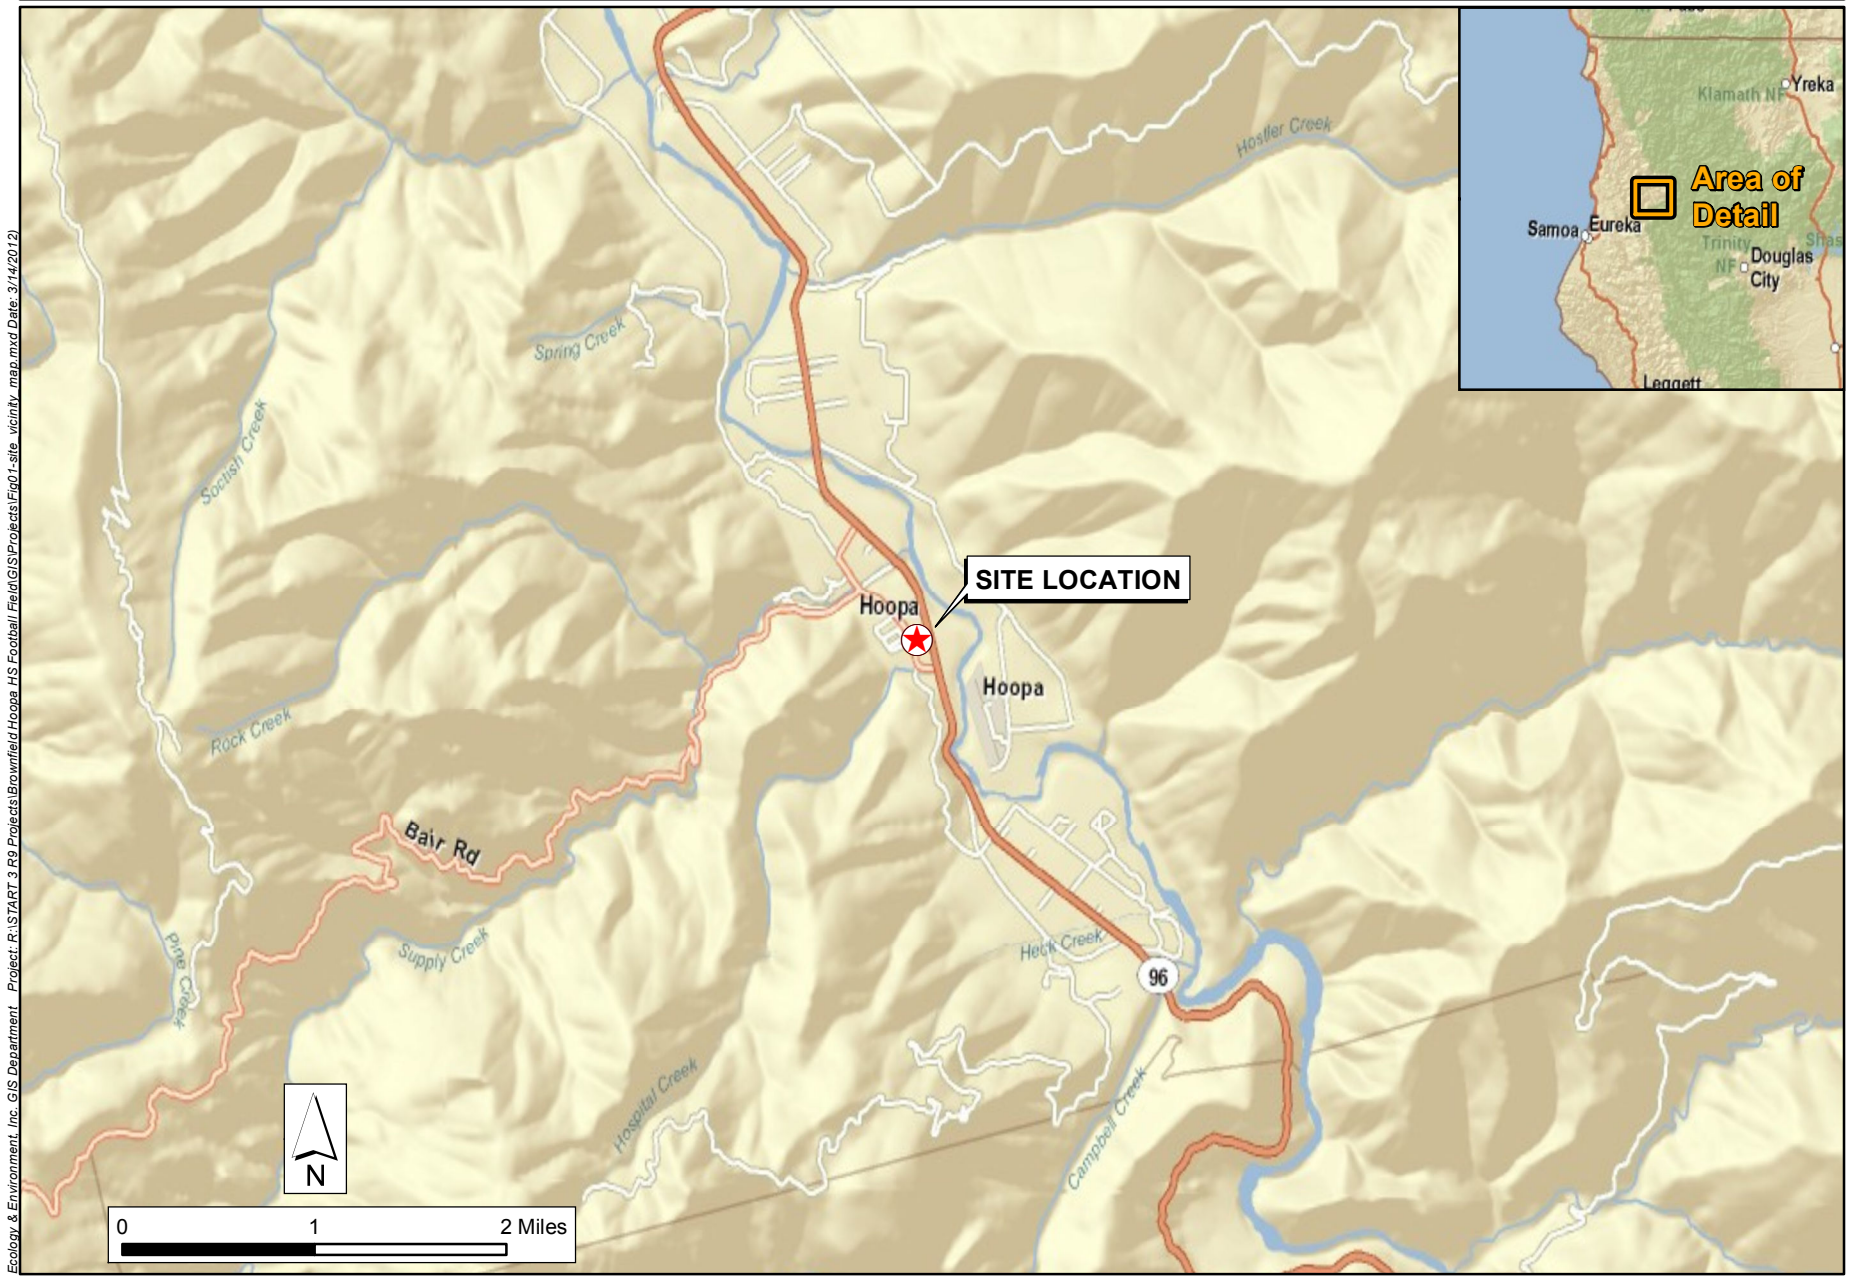 Klamath NF
Yreka
Area of
Detail
Samoa
Eureka
Trinity
NF
Douglas
City
Shas
Leggett
Hostler Creek
Spring Creek
Soctish Creek
SITE LOCATION
Hoopa
Hoopa
Rock Creek
Bair Rd
Pine Creek
Supply Creek
Heck Creek
96
Hospital Creek
Campbell Creek
N
0 1 2 Miles
Ecology & Environment, Inc. GIS Department Project: R:\START 3 R9 Projects\Brownfield Hoopa HS Football Field\GIS\Projects\Fig01-site_vicinity_map.mxd Date: 3/14/2012)